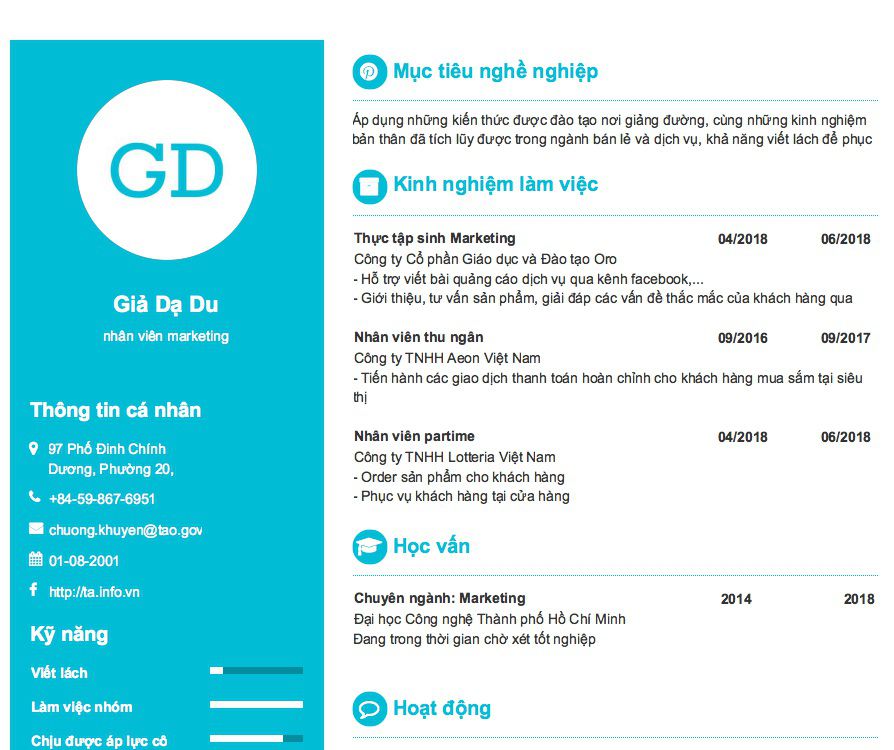 GD
Giả Dạ Du
nhân viên marketing
Thông tin cá nhân
97 Phố Đinh Chính
Dương, Phường 20,
+84-59-867-6951
chuong.khuyen@tao.gov
01-08-2001
http://ta.info.vn
Kỹ năng
Viết lách
Làm việc nhóm
Chịu được áp lực cô
Mục tiêu nghề nghiệp
Áp dụng những kiến thức được đào tạo nơi giảng đường, cùng những kinh nghiệm
bản thân đã tích lũy được trong ngành bán lẻ và dịch vụ, khả năng viết lách để phục
Kinh nghiệm làm việc
Thực tập sinh Marketing 04/2018 06/2018
Công ty Cổ phần Giáo dục và Đào tạo Oro
- Hỗ trợ viết bài quảng cáo dịch vụ qua kênh facebook,...
- Giới thiệu, tư vấn sản phẩm, giải đáp các vấn đề thắc mắc của khách hàng qua
Nhân viên thu ngân 09/2016 09/2017
Công ty TNHH Aeon Việt Nam
- Tiến hành các giao dịch thanh toán hoàn chỉnh cho khách hàng mua sắm tại siêu
thị
Nhân viên partime 04/2018 06/2018
Công ty TNHH Lotteria Việt Nam
- Order sản phẩm cho khách hàng
- Phục vụ khách hàng tại cửa hàng
Học vấn
Chuyên ngành: Marketing 2014 2018
Đại học Công nghệ Thành phố Hồ Chí Minh
Đang trong thời gian chờ xét tốt nghiệp
Hoạt động